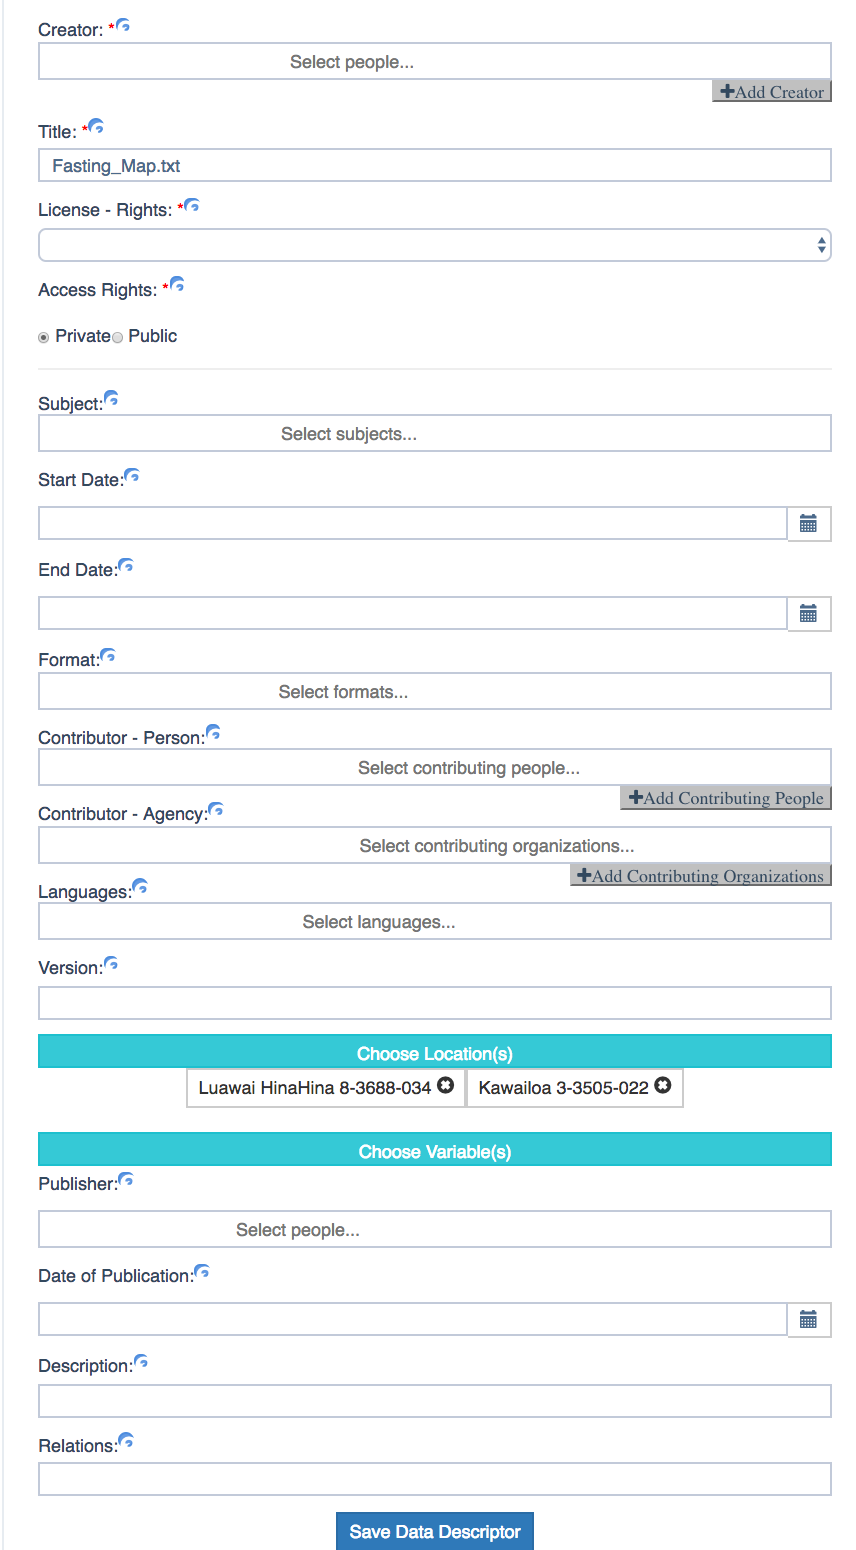 Creator: *
Select people...
+Add Creator
Title: *
Fasting_Map.txt
License - Rights: *
Access Rights: *
Private Public
Subject:
Select subjects...
Start Date:
End Date:
Format:
Select formats...
Contributor - Person:
Select contributing people...
+Add Contributing People
Contributor - Agency:
Select contributing organizations...
+Add Contributing Organizations
Languages:
Select languages...
Version:
Choose Location(s)
Luawai HinaHina 8-3688-034 Kawailoa 3-3505-022
Choose Variable(s)
Publisher:
Select people...
Date of Publication:
Description:
Relations:
Save Data Descriptor